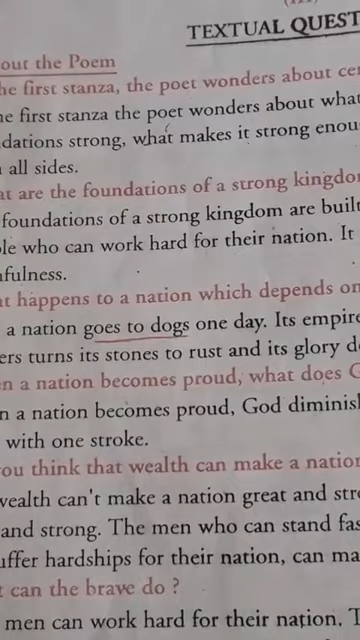 TEXTUAL QUEST
out the Poem
he first stanza, the poet wonders about cer
he first stanza the poet wonders about what
dations strong, what makes it strong enou
all sides.
at are the foundations of a strong kingdo
foundations of a strong kingdom are built
le who can work hard for their nation. It
fulness.
at happens to a nation which depends on
a nation goes to dogs one day. Its empire
ers turns its stones to rust and its glory d
n a nation becomes proud, what does G
n a nation becomes proud, God diminish
with one stroke.
you think that wealth can make a nation
wealth can't make a nation great and stro
and strong. The men who can stand fas
uffer hardships for their nation, can ma
t can the brave do ?
men can work hard for their nation. T